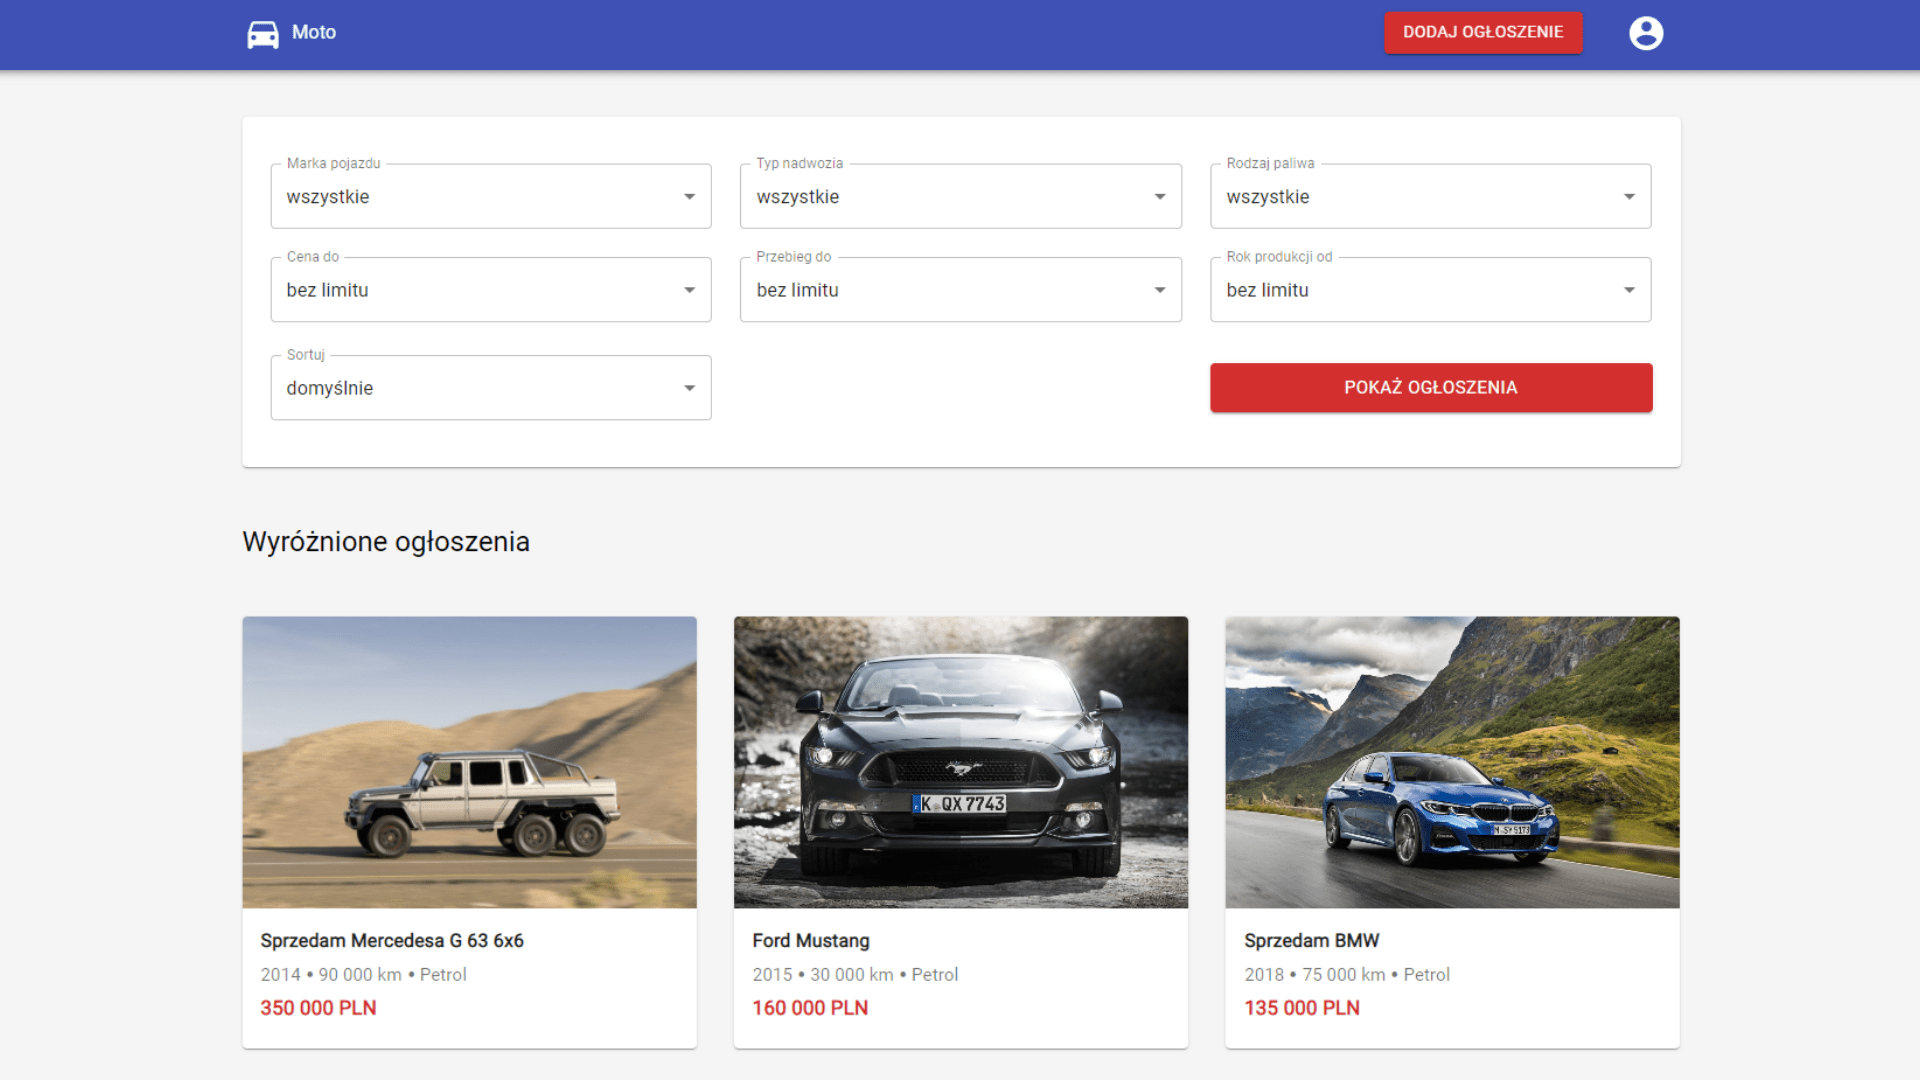 Moto
DODAJ OGŁOSZENIE
Marka pojazdu
wszystkie
Typ nadwozia
wszystkie
Rodzaj paliwa
wszystkie
Cena do
bez limitu
Przebieg do
bez limitu
Rok produkcji od
bez limitu
Sortuj
domyślnie
POKAŻ OGŁOSZENIA
Wyróżnione ogłoszenia
K QX 7743
M SY 5173
Sprzedam Mercedesa G 63 6x6
2014 • 90 000 km • Petrol
350 000 PLN
Ford Mustang
2015 • 30 000 km • Petrol
160 000 PLN
Sprzedam BMW
2018 • 75 000 km • Petrol
135 000 PLN